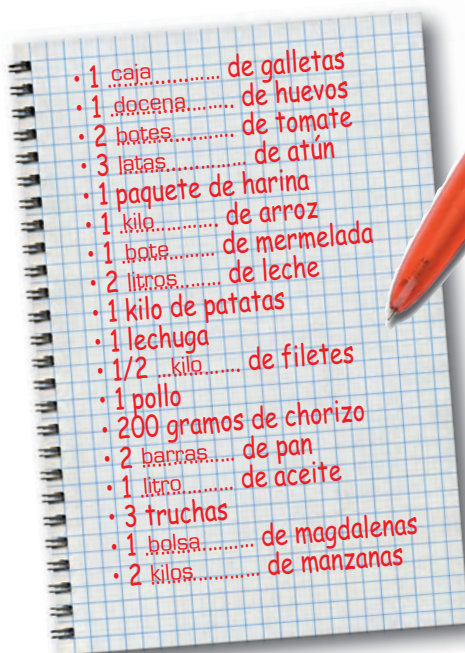 • 1 caja............ de galletas
• 1 docena......... de huevos
• 2 botes........... de tomate
• 3 latas.............. de atún
• 1 paquete de harina
• 1 kilo............. de arroz
• 1 bote......... de mermelada
• 2 litros......... de leche
• 1 kilo de patatas
• 1 lechuga
• 1/2 ...kilo....... de filetes
• 1 pollo
• 200 gramos de chorizo
• 2 barras..... de pan
• 1 litro.......... de aceite
• 3 truchas
• 1 bolsa.......... de magdalenas
• 2 kilos............ de manzanas